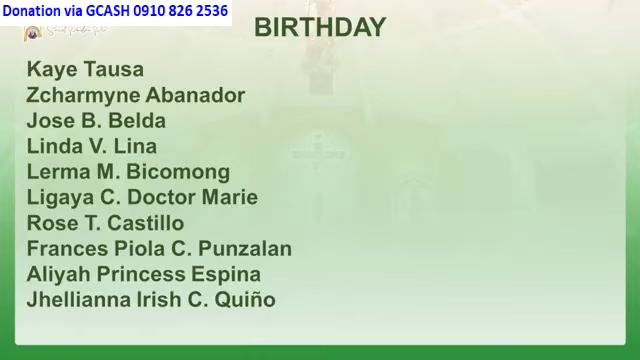 Donation via GCASH 0910 826 2536
BIRTHDAY
Kaye Tausa
Zcharmyne Abanador
Jose B. Belda
Linda V. Lina
Lerma M. Bicomong
Ligaya C. Doctor Marie
Rose T. Castillo
Frances Piola C. Punzalan
Aliyah Princess Espina
Jhellianna Irish C. Quiño